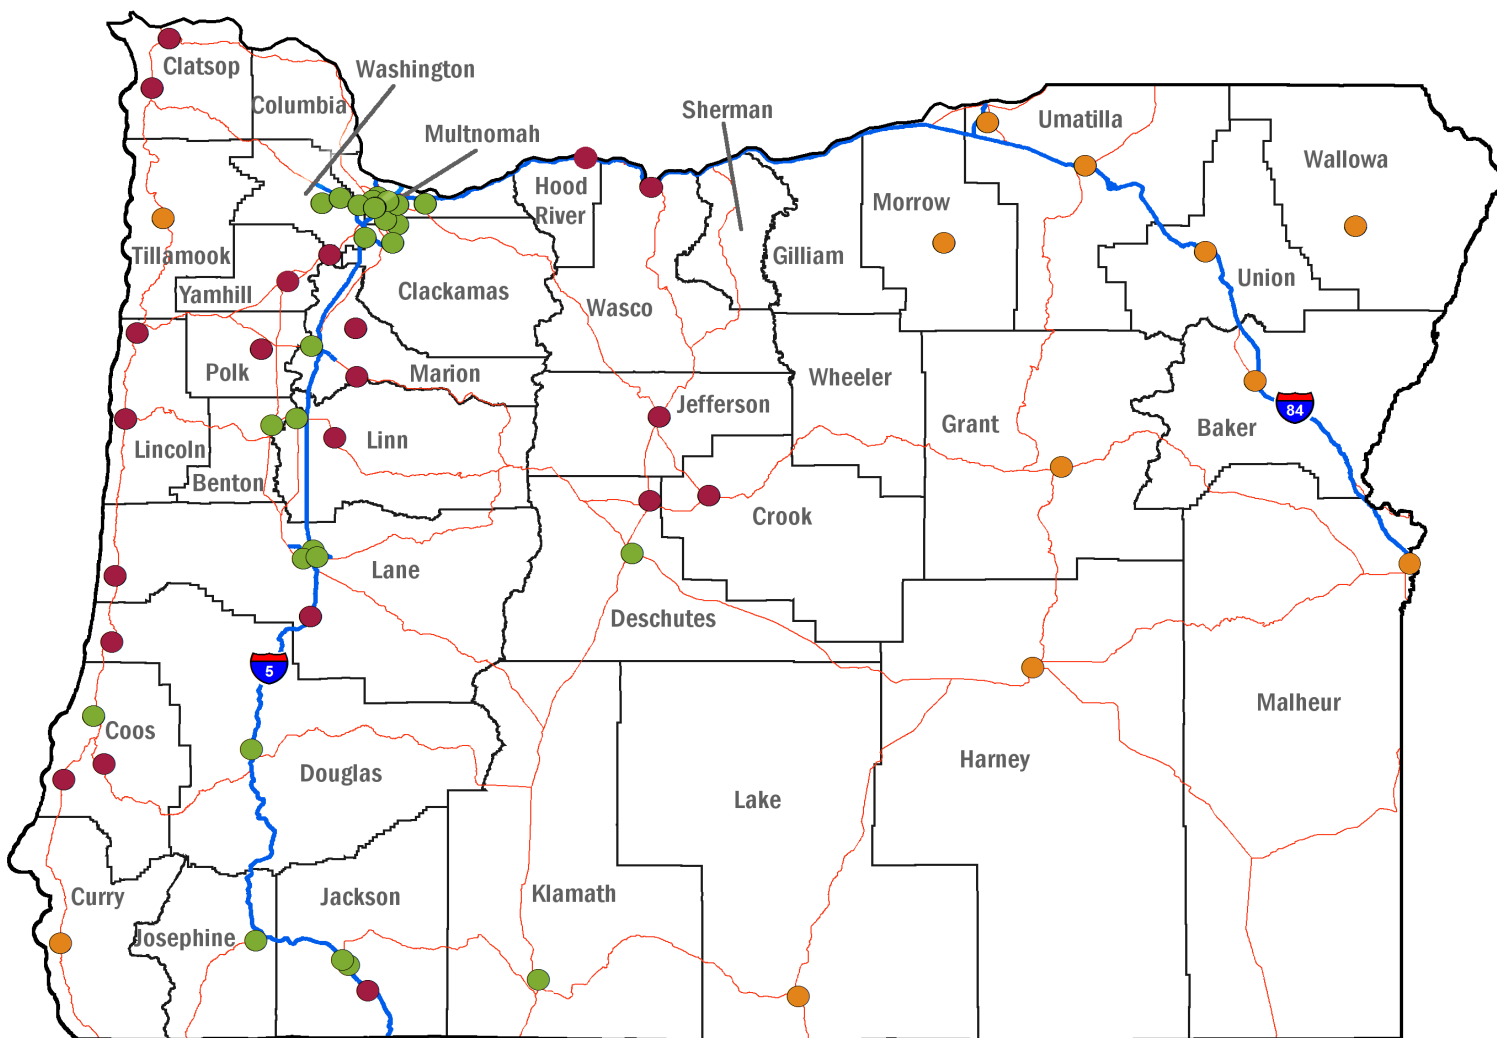 Clatsop
Washington
Columbia
Sherman
Multnomah
Umatilla
Wallowa
Hood
River
Morrow
Tillamook
Gilliam
Union
Yamhill
Clackamas
Wasco
Polk
Marion
Wheeler
Jefferson
84
Grant
Baker
Linn
Lincoln
Benton
Crook
Lane
Deschutes
5
Malheur
Coos
Harney
Douglas
Lake
Curry
Jackson
Klamath
Josephine